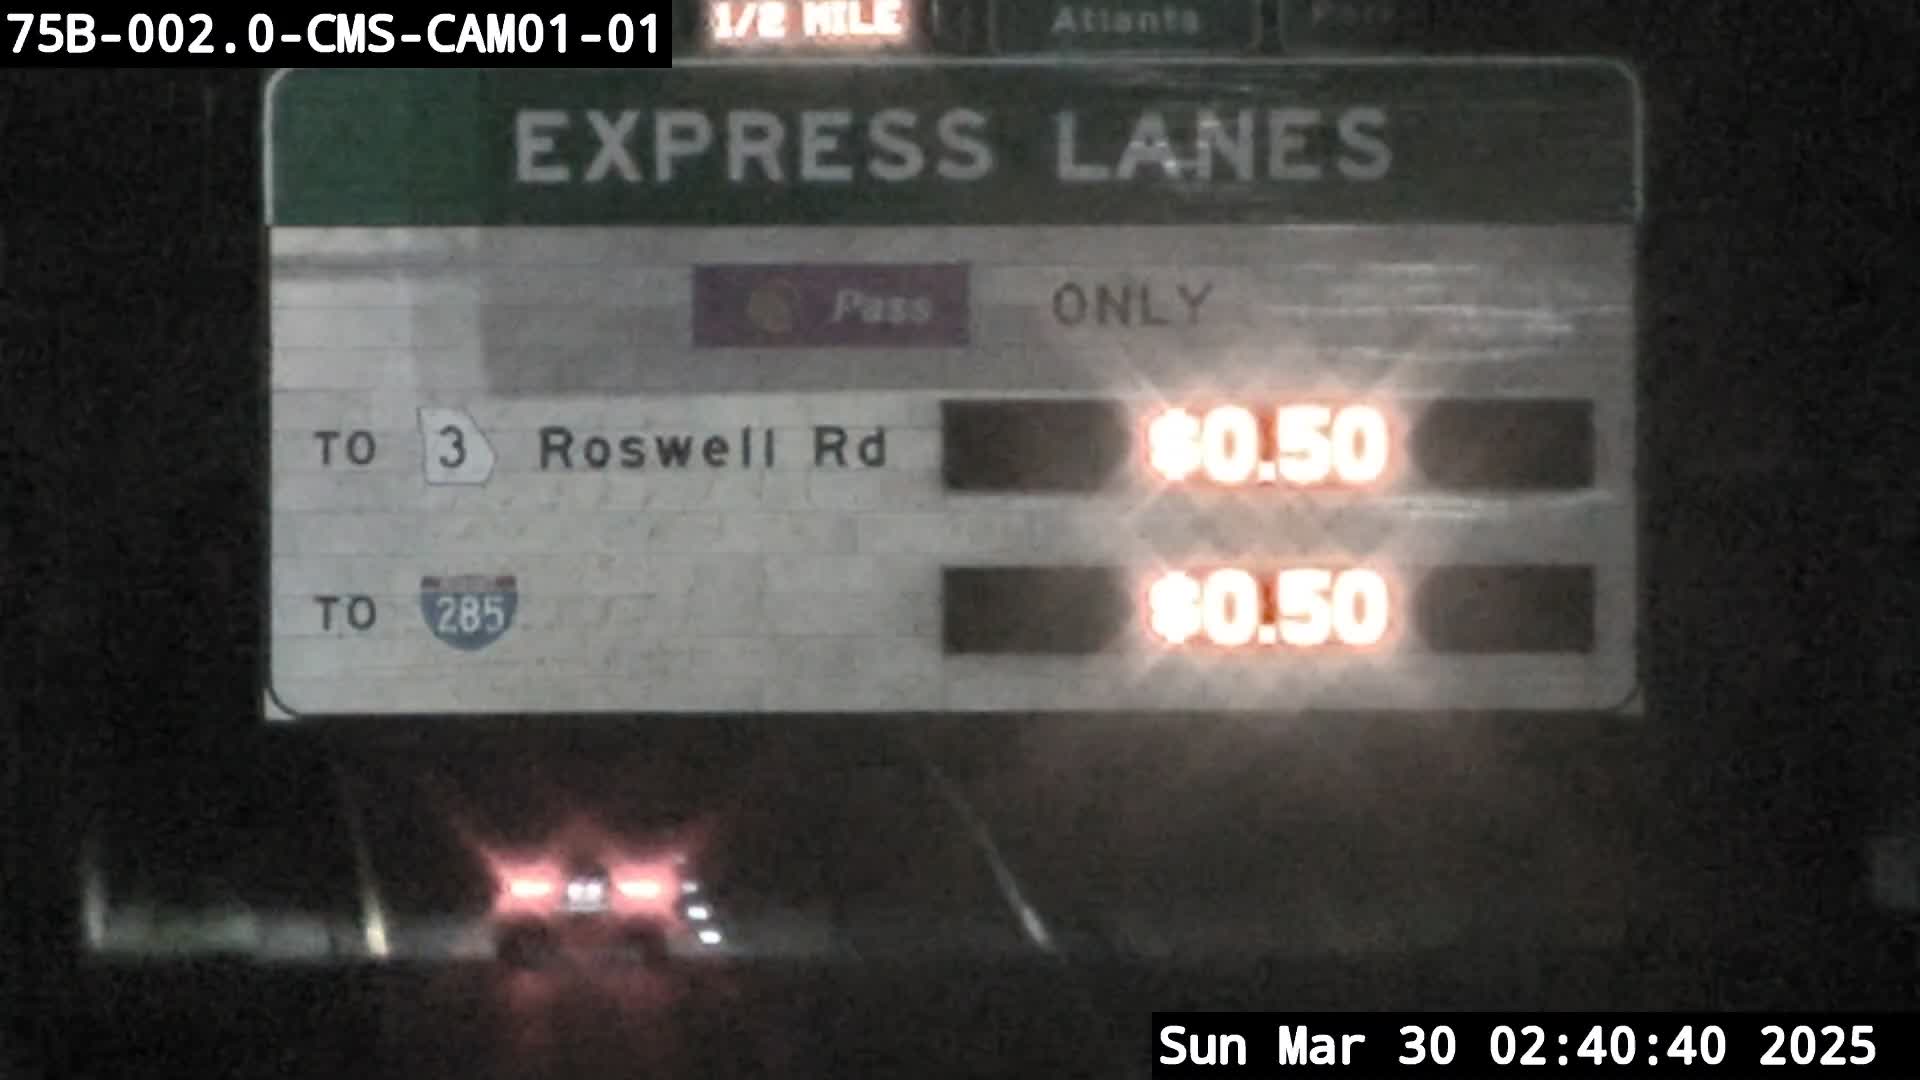 75B-002.0-CMS-CAM01-01
1/2 MILE
Atlanta
EXPRESS LANES
Pass ONLY
TO 3 Roswell Rd $0.50
TO 285 $0.50
Sun Mar 30 02:40:40 2025